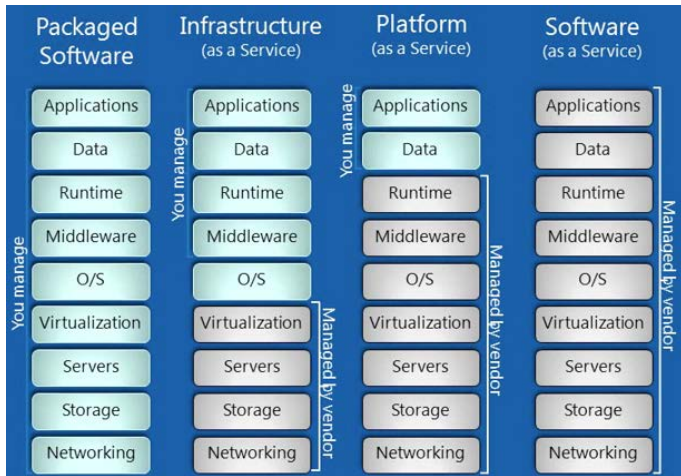 Packaged
Software
You manage
Applications
Data
Runtime
Middleware
O/S
Virtualization
Servers
Storage
Networking
Infrastructure
(as a Service)
You manage
Applications
Data
Runtime
Middleware
O/S
Virtualization
Servers
Storage
Networking
Managed by vendor
Platform
(as a Service)
You manage
Applications
Data
Runtime
Middleware
O/S
Virtualization
Servers
Storage
Networking
Managed by vendor
Software
(as a Service)
Applications
Data
Runtime
Middleware
O/S
Virtualization
Servers
Storage
Networking
Managed by vendor